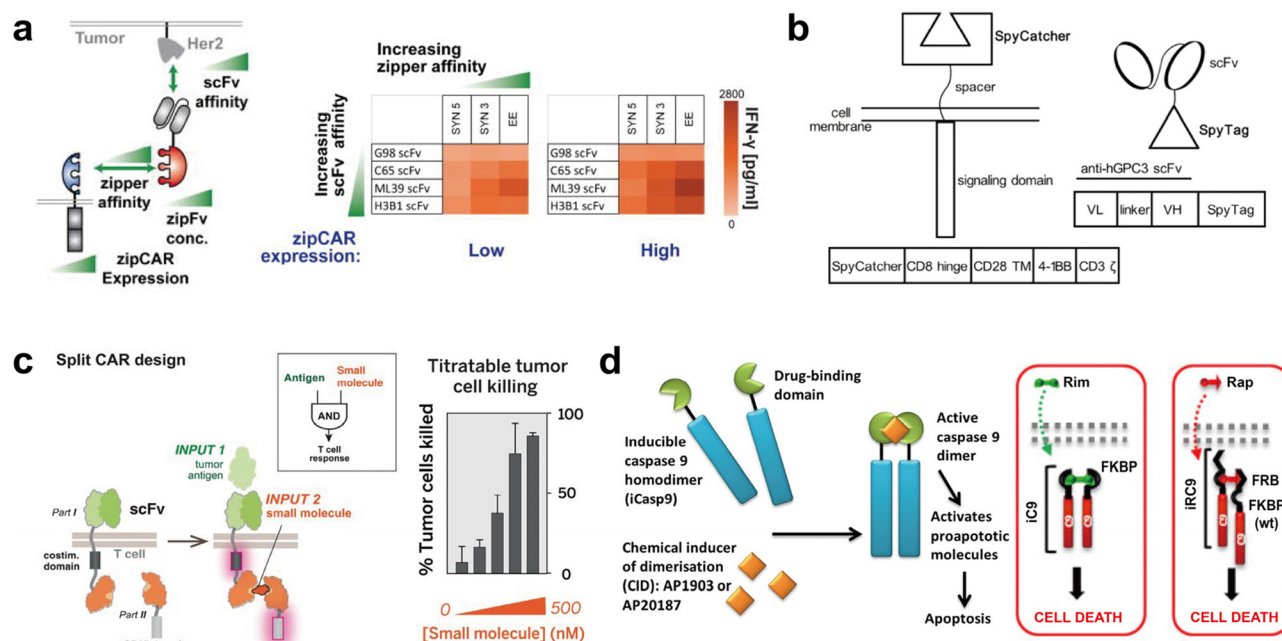 a
Tumor
Her2
scFv
affinity
zipper
affinity
zipFv
conc.
zipCAR
Expression
Increasing
zipper affinity
Increasing
scFv affinity
SYN 5
SYN 3
EE
G98 scFv
C65 scFv
ML39 scFv
H3B1 scFv
SYN 5
SYN 3
EE
G98 scFv
C65 scFv
ML39 scFv
H3B1 scFv
2800
IFN-γ [pg/ml]
0
zipCAR
expression:
Low
High
b
SpyCatcher
spacer
cell
membrane
signaling domain
SpyCatcher CD8 hinge CD28 TM 4-1BB CD3 ζ
scFv
SpyTag
anti-hGPC3 scFv
VL linker VH SpyTag
c
Split CAR design
Antigen
Small
molecule
AND
T cell
response
INPUT 1
tumor
antigen
INPUT 2
small molecule
Part I
scFv
T cell
costim.
domain
Part II
Titratable tumor
cell killing
% Tumor cells killed
100
50
0
0
500
[Small molecule] (nM)
d
Drug-binding
domain
Inducible
caspase 9
homodimer
(iCasp9)
Chemical inducer
of dimerisation
(CID): AP1903 or
AP20187
Active
caspase 9
dimer
Activates
proapoptotic
molecules
Apoptosis
Rim
FKBP
iC9
CELL DEATH
Rap
FRB
FKBP
(wt)
iRC9
CELL DEATH